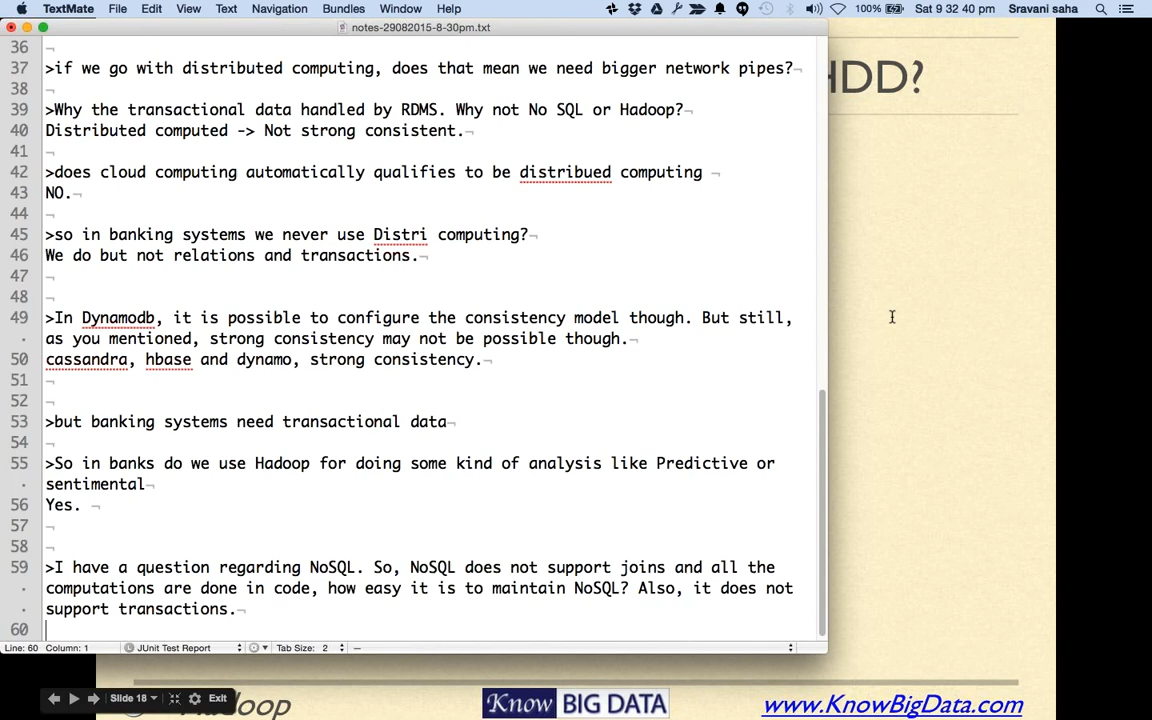 TextMate File Edit View Text Navigation Bundles Window Help 100% Sat 9 32 40 pm Sravani saha
notes-29082015-8-30pm.txt
HDD?
36
37 >if we go with distributed computing, does that mean we need bigger network pipes?
38
39 >Why the transactional data handled by RDMS. Why not No SQL or Hadoop?
40 Distributed computed -> Not strong consistent.
41
42 >does cloud computing automatically qualifies to be distribued computing
43 NO.
44
45 >so in banking systems we never use Distri computing?
46 We do but not relations and transactions.
47
48
49 >In Dynamodb, it is possible to configure the consistency model though. But still,
as you mentioned, strong consistency may not be possible though.
50 cassandra, hbase and dynamo, strong consistency.
51
52
53 >but banking systems need transactional data
54
55 >So in banks do we use Hadoop for doing some kind of analysis like Predictive or
sentimental
56 Yes.
57
58
59 >I have a question regarding NoSQL. So, NoSQL does not support joins and all the
computations are done in code, how easy it is to maintain NoSQL? Also, it does not
support transactions.
60
Line: 60 Column: 1 JUnit Test Report Tab Size: 2 —
Slide 18 Exit
Hadoop
Know BIG DATA
www.KnowBigData.com